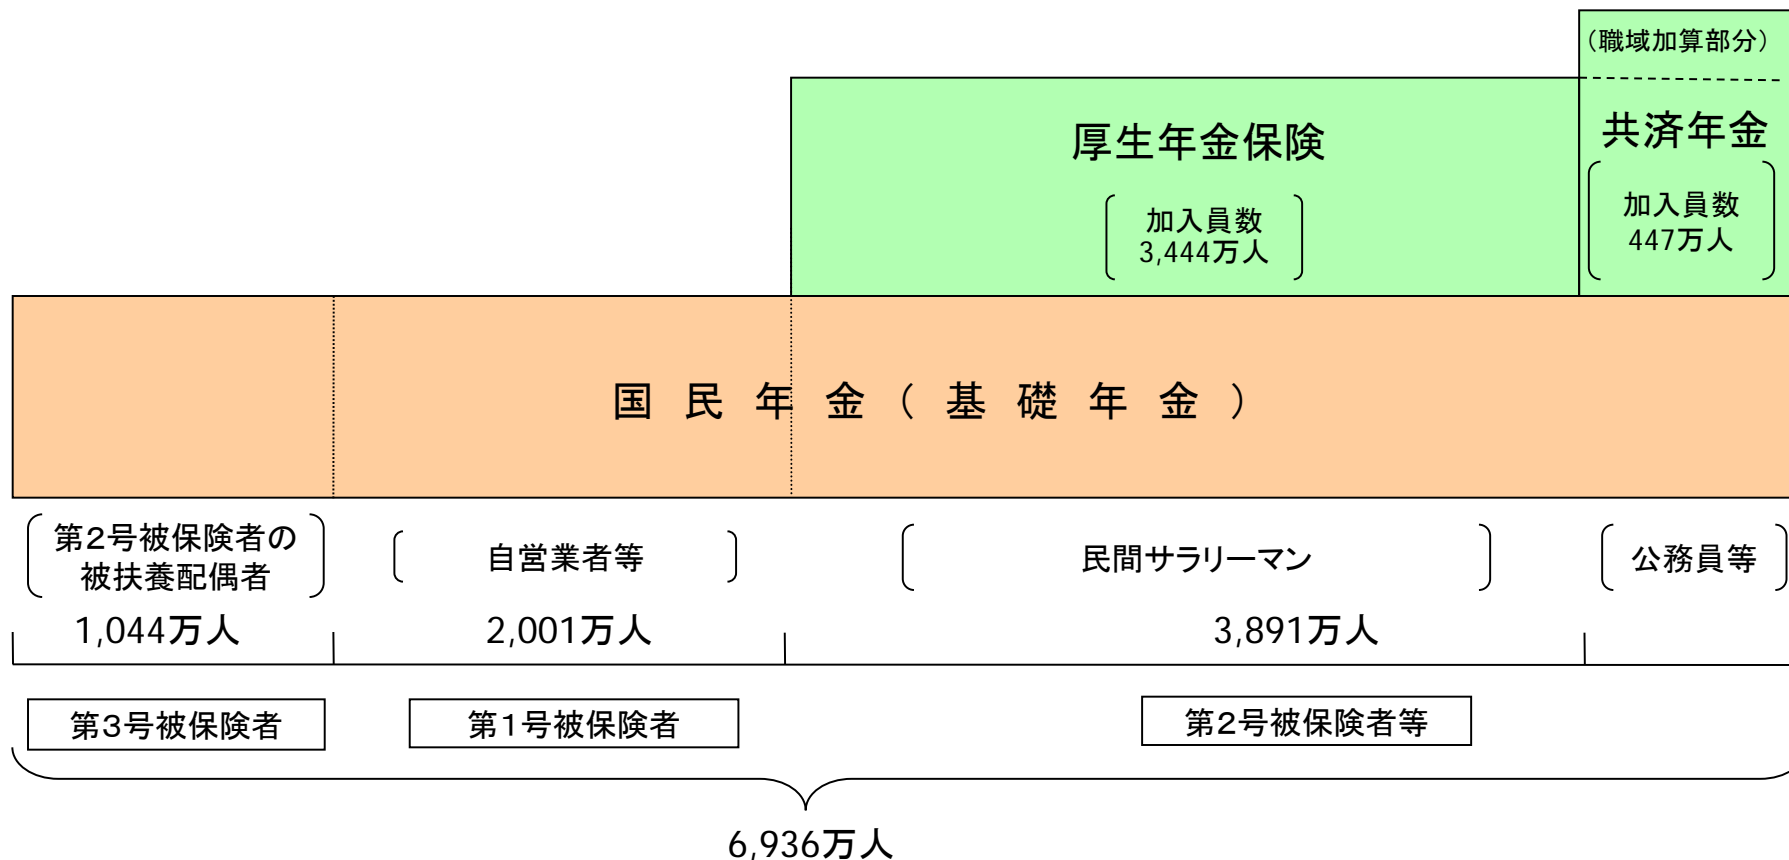 (職域加算部分)
厚生年金保険
加入員数
3,444万人
共済年金
加入員数
447万人
国民年金(基礎年金)
第2号被保険者の
被扶養配偶者
自営業者等
民間サラリーマン
公務員等
1,044万人
2,001万人
3,891万人
第3号被保険者
第1号被保険者
第2号被保険者等
6,936万人